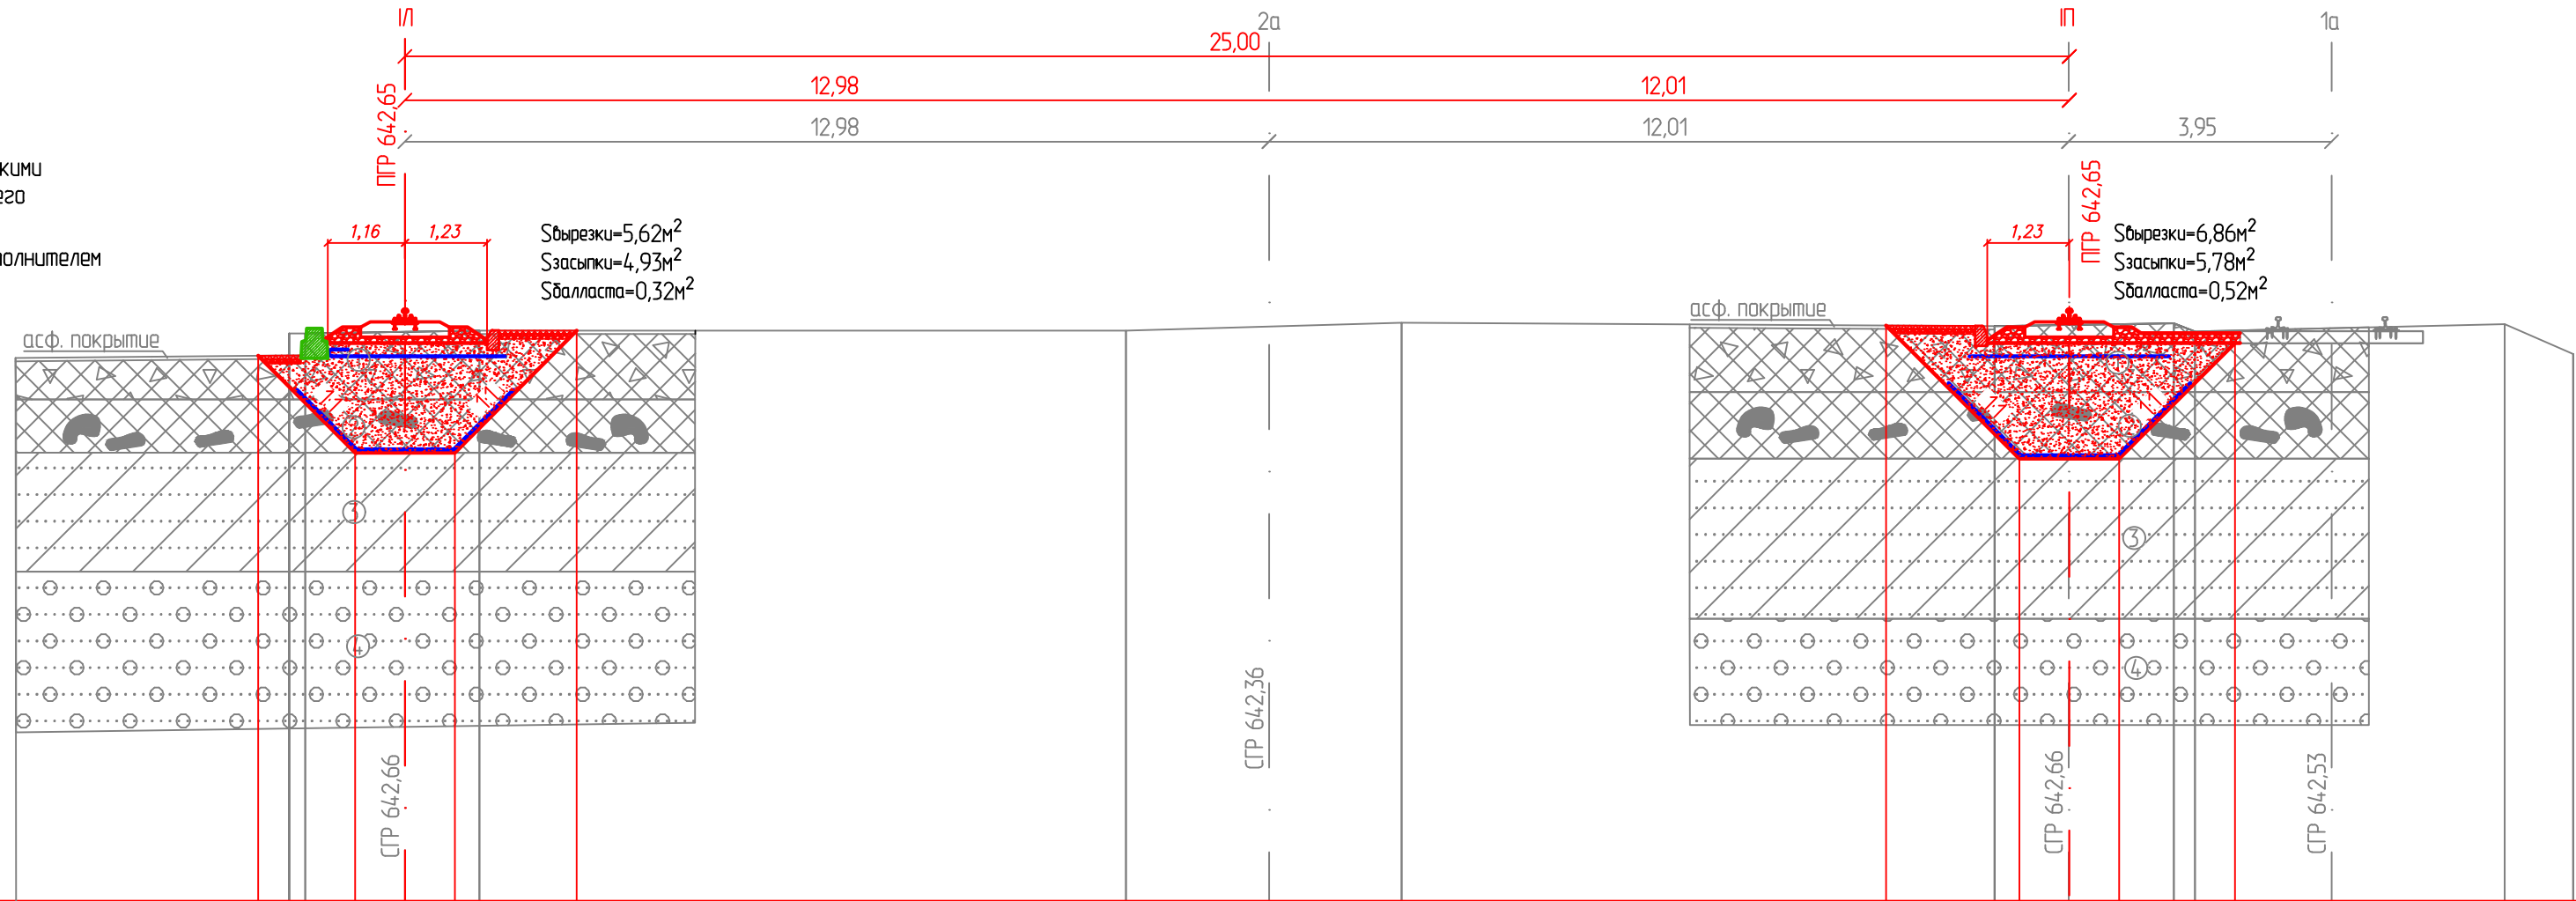 IЛ
2а
IП
1а
25,00
12,98
12,01
12,98
12,01
3,95
ПГР 642,65
ПГР 642,65
кими
его
олнителем
1,16
1,23
Sвырезки=5,62м²
Sзасыпки=4,93м²
Sбалласта=0,32м²
1,23
Sвырезки=6,86м²
Sзасыпки=5,78м²
Sбалласта=0,52м²
асф. покрытие
асф. покрытие
3
3
4
4
СГР 642,66
СГР 642,36
СГР 642,66
СГР 642,53